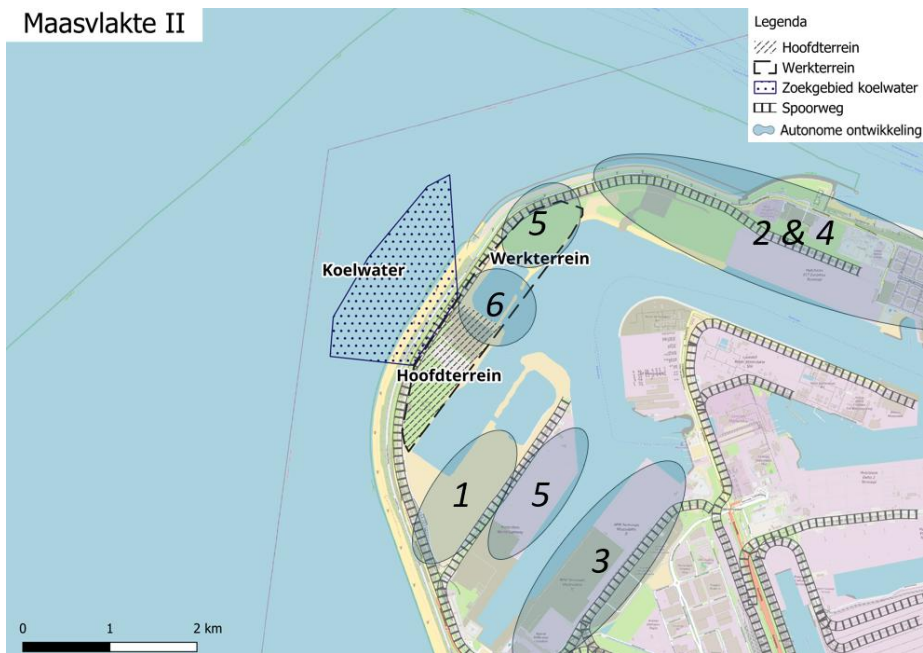 Maasvlakte II
Legenda
Hoofdterrein
Werkterrein
Zoekgebied koelwater
Spoorweg
Autonome ontwikkeling
5
2 & 4
Koelwater
Werkterrein
6
Hoofdterrein
1
5
3
0 1 2 km